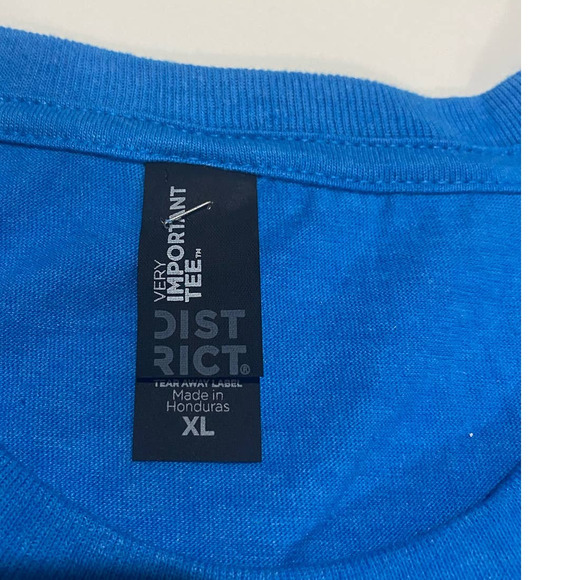 VERY
IMPORTANT
TEE™
DIST
RICT®
TEAR AWAY LABEL
Made in
Honduras
XL